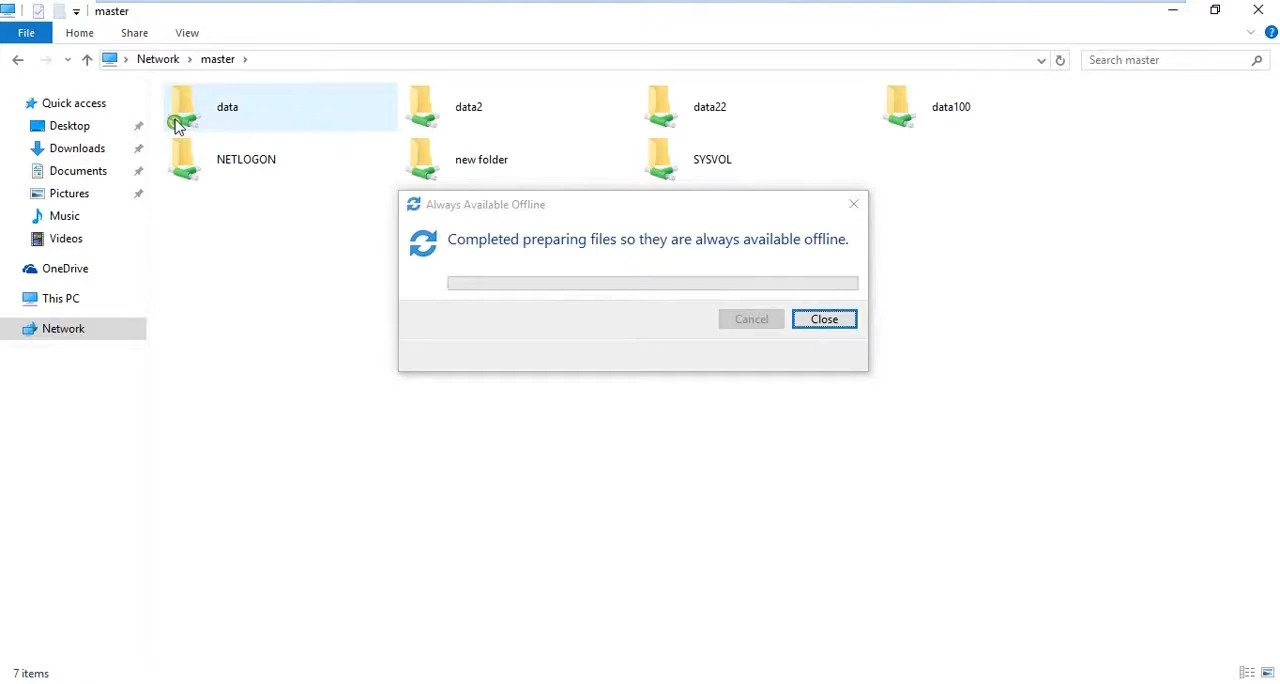 master
File Home Share View
Network master
Search master
Quick access
Desktop
Downloads
Documents
Pictures
Music
Videos
OneDrive
This PC
Network
data data2 data22 data100
NETLOGON new folder SYSVOL
Always Available Offline
Completed preparing files so they are always available offline.
Cancel Close
7 items